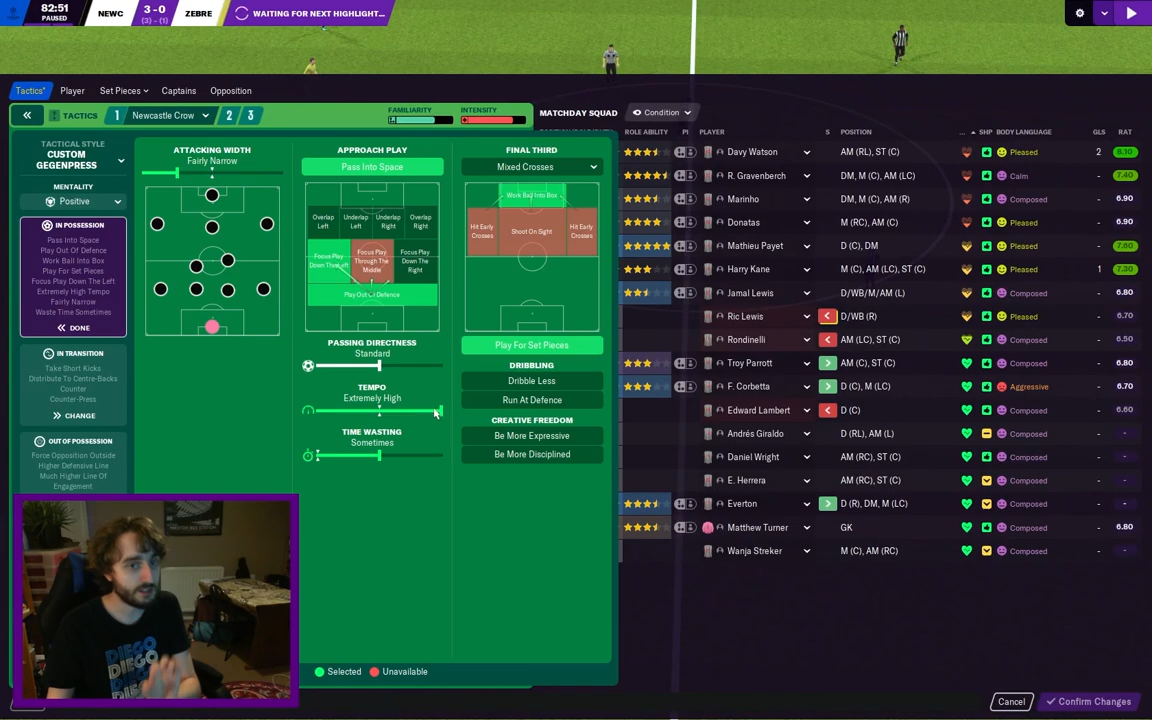 82:51
PAUSED
NEWC
3 - 0
(3) - (1)
ZEBRE
WAITING FOR NEXT HIGHLIGHT...
Tactics*
Player
Set Pieces
Captains
Opposition
TACTICS
1
Newcastle Crow
2
3
FAMILIARITY
INTENSITY
MATCHDAY SQUAD
Condition
TACTICAL STYLE
CUSTOM
GEGENPRESS
MENTALITY
Positive
IN POSSESSION
Pass Into Space
Play Out Of Defence
Work Ball Into Box
Play For Set Pieces
Focus Play Down The Left
Extremely High Tempo
Fairly Narrow
Waste Time Sometimes
DONE
IN TRANSITION
Take Short Kicks
Distribute To Centre-Backs
Counter
Counter-Press
CHANGE
OUT OF POSSESSION
Force Opposition Outside
Higher Defensive Line
Much Higher Line Of
Engagement
ATTACKING WIDTH
Fairly Narrow
APPROACH PLAY
Pass Into Space
Overlap Left
Underlap Left
Underlap Right
Overlap Right
Focus Play Down The Left
Focus Play Through The Middle
Focus Play Down The Right
Play Out Of Defence
PASSING DIRECTNESS
Standard
TEMPO
Extremely High
TIME WASTING
Sometimes
FINAL THIRD
Mixed Crosses
Work Ball Into Box
Hit Early Crosses
Shoot On Sight
Hit Early Crosses
Play For Set Pieces
DRIBBLING
Dribble Less
Run At Defence
CREATIVE FREEDOM
Be More Expressive
Be More Disciplined
Selected
Unavailable
ROLE ABILITY PI PLAYER S POSITION ... SHP BODY LANGUAGE GLS RAT
Davy Watson AM (RL), ST (C) Pleased 2 8.10
R. Gravenberch DM, M (C), AM (LC) Calm - 7.40
Marinho DM, M (C), AM (R) Composed - 6.90
Donatas M (RC), AM (C) Pleased - 6.90
Mathieu Payet D (C), DM Pleased - 7.60
Harry Kane M (C), AM (LC), ST (C) Pleased 1 7.30
Jamal Lewis D/WB/M/AM (L) Composed - 6.80
Ric Lewis D/WB (R) Pleased - 6.70
Rondinelli AM (LC), ST (C) Composed - 6.50
Troy Parrott AM (C), ST (C) Composed - 6.80
F. Corbetta D (C), M (LC) Aggressive - 6.70
Edward Lambert D (C) Composed - 6.60
Andrés Giraldo D (RL), AM (L) Composed - -
Daniel Wright AM (RC), ST (C) Composed - -
E. Herrera AM (RC), ST (C) Composed - -
Everton D (R), DM, M (LC) Composed - -
Matthew Turner GK Composed - 6.80
Wanja Streker M (C), AM (RC) Composed - -
DIEGO
DIEGO
DIEGO
Cancel
Confirm Changes